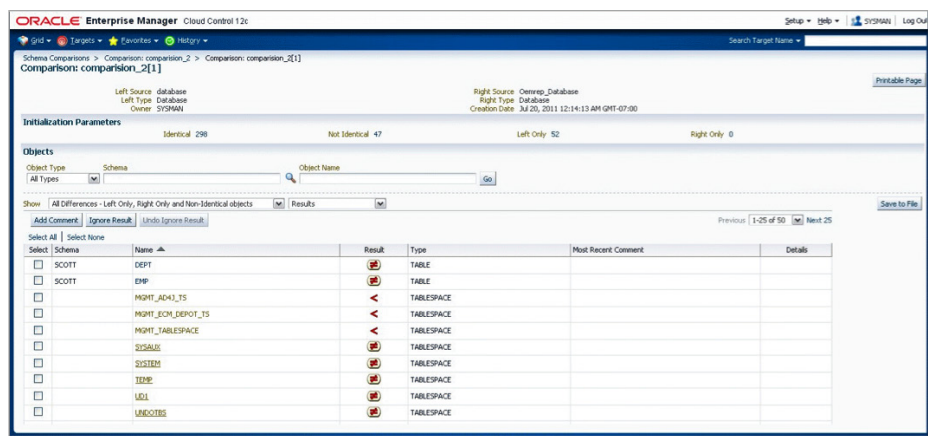 ORACLE Enterprise Manager Cloud Control 12c
Setup Help SYSMAN Log Out
Grid Targets Favorites History Search Target Name
Schema Comparisons > Comparison: comparision_2 > Comparison: comparision_2[1]
Comparison: comparision_2[1]
Printable Page
Left Source database Right Source Oemrep_Database
Left Type Database Right Type Database
Owner SYSMAN Creation Date Jul 20, 2011 12:14:13 AM GMT-07:00
Initialization Parameters
Identical 298 Not Identical 47 Left Only 52 Right Only 0
Objects
Object Type Schema Object Name
All Types Go
Show All Differences - Left Only, Right Only and Non-Identical objects Results Save to File
Add Comment Ignore Result Undo Ignore Result Previous 1-25 of 50 Next 25
Select All | Select None
Select Schema Name Result Type Most Recent Comment Details
SCOTT DEPT TABLE
SCOTT EMP TABLE
MGMT_AD4J_TS < TABLESPACE
MGMT_ECM_DEPOT_TS < TABLESPACE
MGMT_TABLESPACE < TABLESPACE
SYSAUX TABLESPACE
SYSTEM TABLESPACE
TEMP TABLESPACE
UD1 TABLESPACE
UNDOTBS TABLESPACE